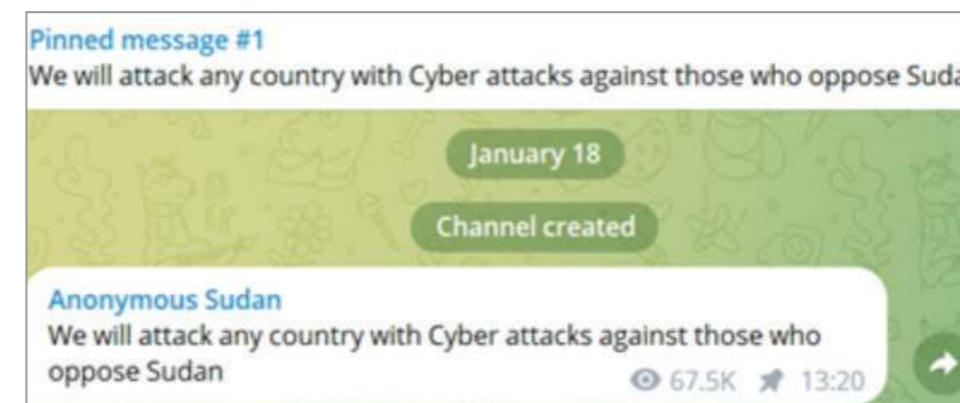 Pinned message #1
We will attack any country with Cyber attacks against those who oppose
January 18
Channel created
Anonymous Sudan
We will attack any country with Cyber attacks against those who
oppose Sudan
67.5K 13:20